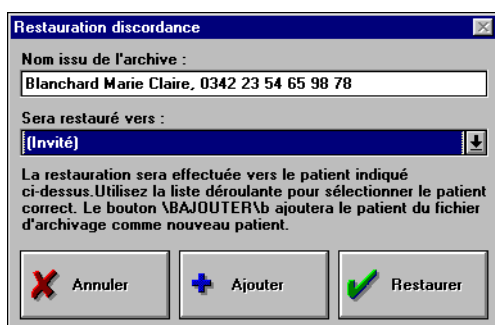 Restauration discordance
Nom issu de l'archive :
Blanchard Marie Claire, 0342 23 54 65 98 78
Sera restauré vers :
(Invité)
La restauration sera effectuée vers le patient indiqué
ci-dessus.Utilisez la liste déroulante pour sélectionner le patient
correct. Le bouton \BAJOUTER\b ajoutera le patient du fichier
d'archivage comme nouveau patient.
Annuler
Ajouter
Restaurer